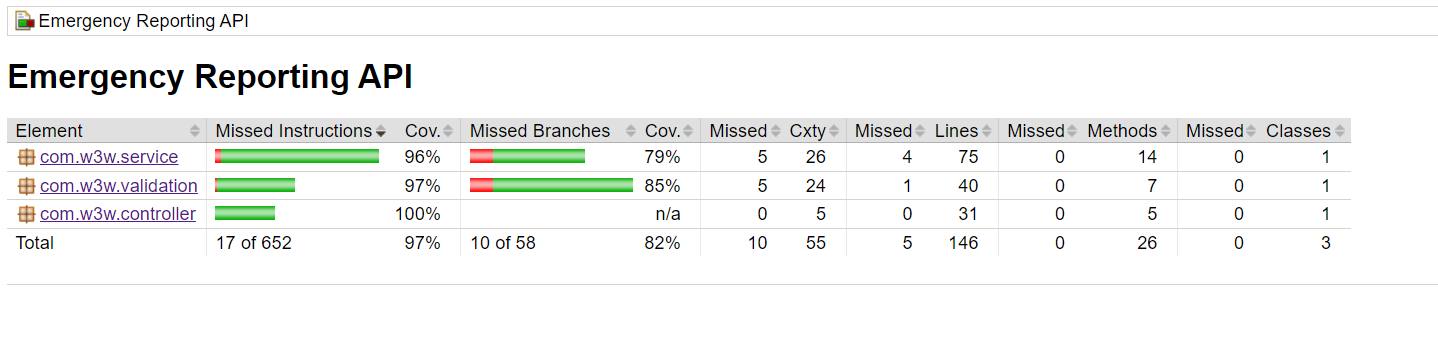 Emergency Reporting API
Emergency Reporting API
Element Missed Instructions Cov. Missed Branches Cov. Missed Cxty Missed Lines Missed Methods Missed Classes
com.w3w.service 96% 79% 5 26 4 75 0 14 0 1
com.w3w.validation 97% 85% 5 24 1 40 0 7 0 1
com.w3w.controller 100% n/a 0 5 0 31 0 5 0 1
Total 17 of 652 97% 10 of 58 82% 10 55 5 146 0 26 0 3